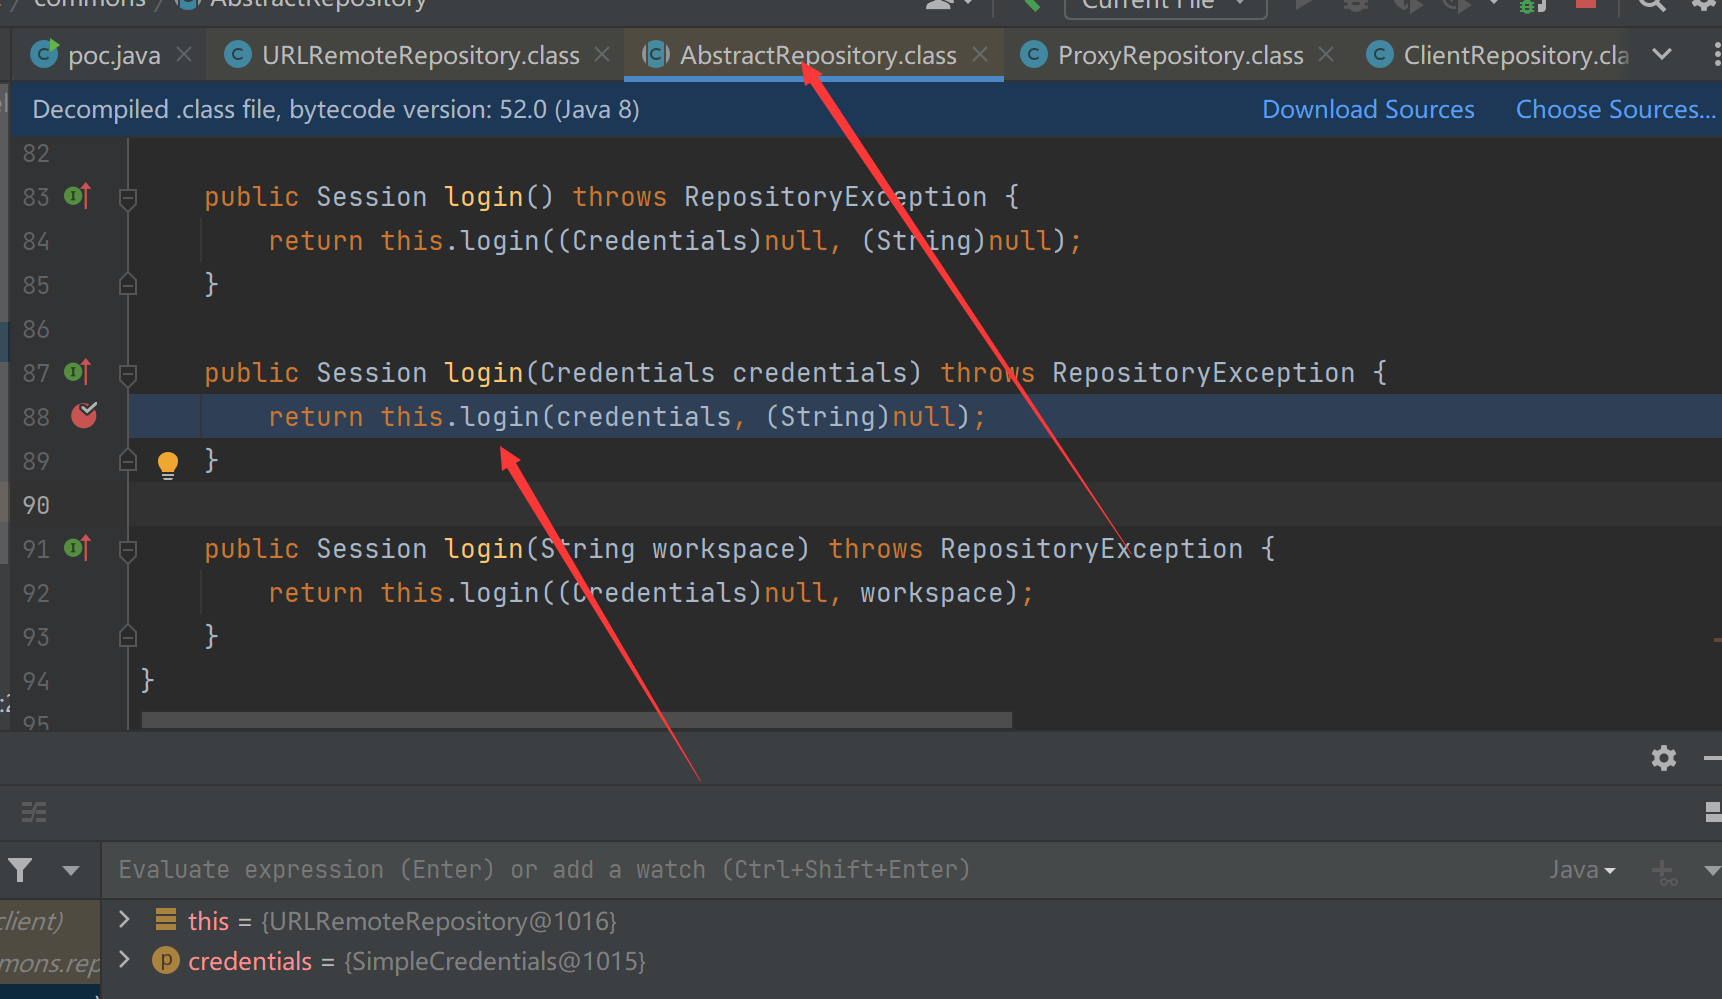 commons / AbstractRepository
Current File
poc.java URLRemoteRepository.class AbstractRepository.class ProxyRepository.class ClientRepository.cla
Decompiled .class file, bytecode version: 52.0 (Java 8) Download Sources Choose Sources...
82
83 public Session login() throws RepositoryException {
84 return this.login((Credentials)null, (String)null);
85 }
86
87 public Session login(Credentials credentials) throws RepositoryException {
88 return this.login(credentials, (String)null);
89 }
90
91 public Session login(String workspace) throws RepositoryException {
92 return this.login((Credentials)null, workspace);
93 }
94 }
95
Evaluate expression (Enter) or add a watch (Ctrl+Shift+Enter) Java
client) this = {URLRemoteRepository@1016}
mons.rep credentials = {SimpleCredentials@1015}